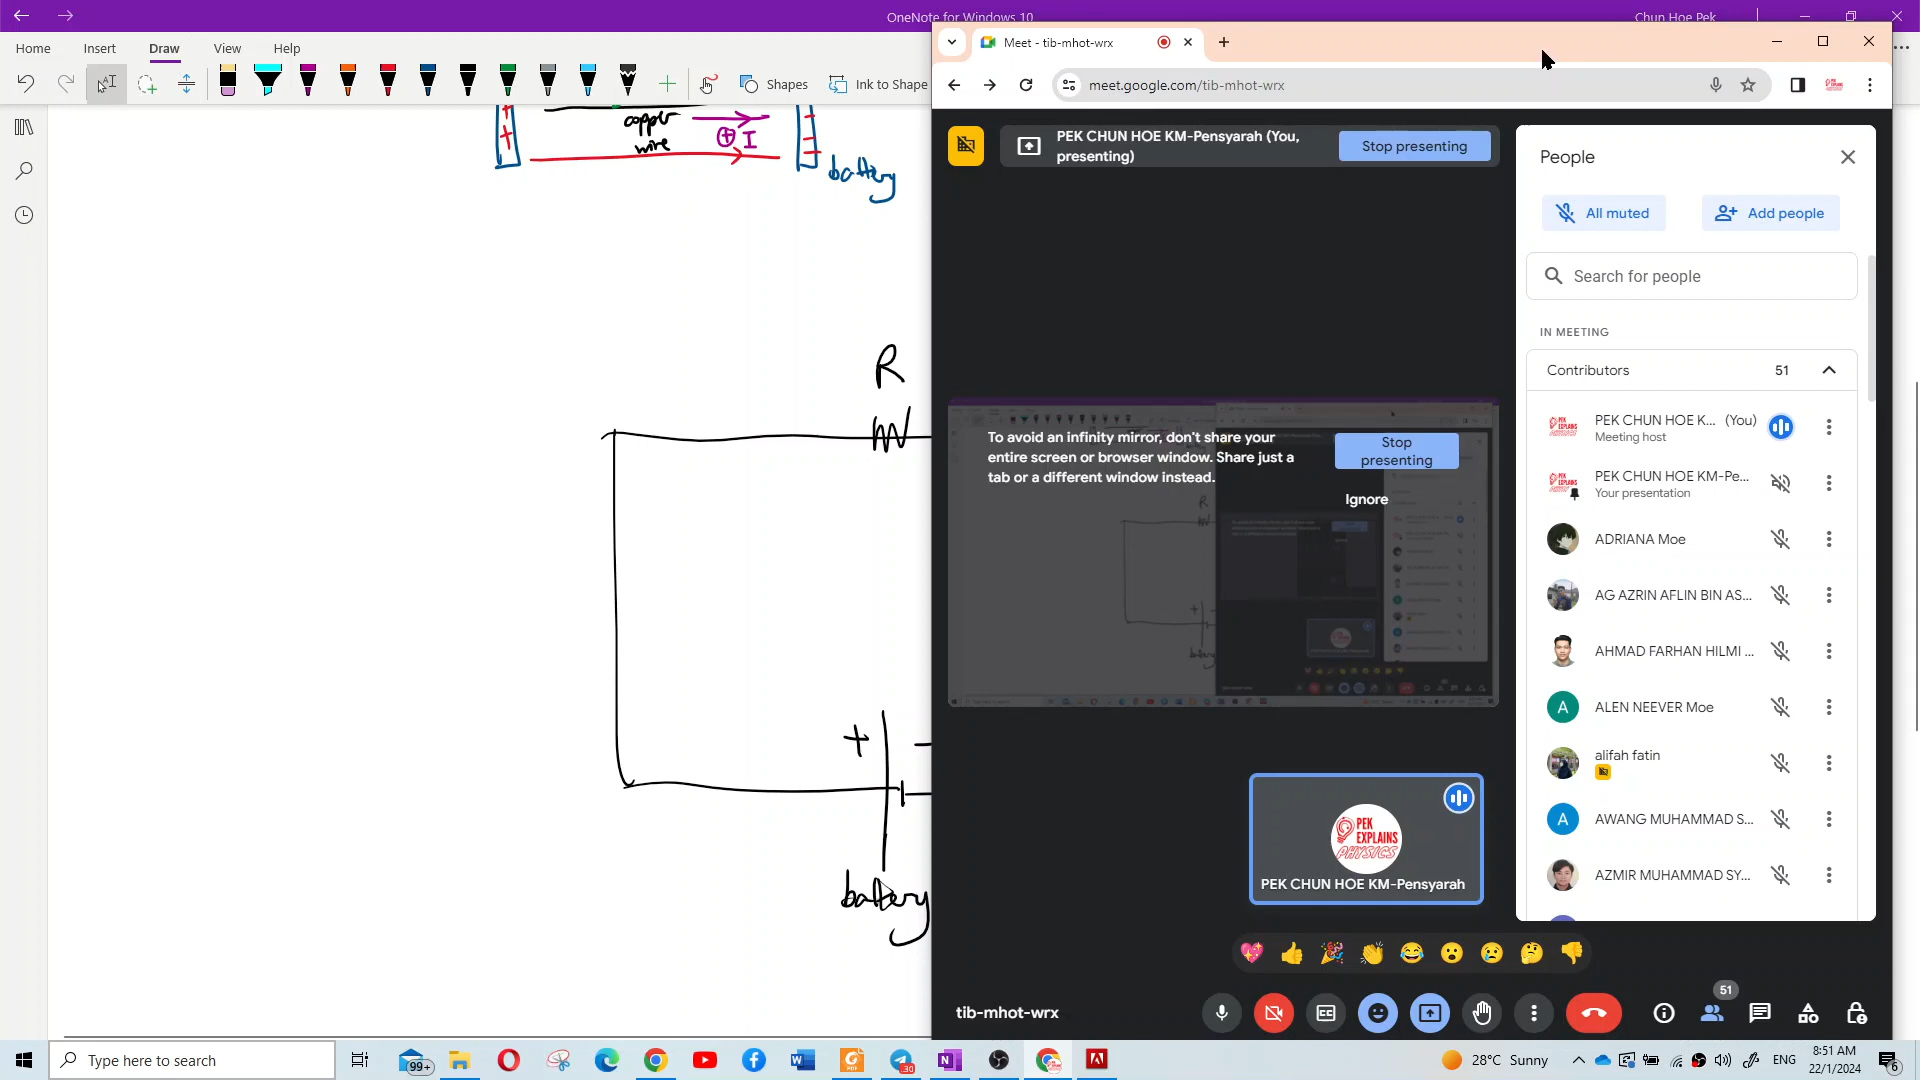 OneNote for Windows 10
Chun Hoe Pek
Home
Insert
Draw
View
Help
Shapes
Ink to Shape
copper
wire
+ I
battery
R
+
−
battery
Meet - tib-mhot-wrx
meet.google.com/tib-mhot-wrx
PEK CHUN HOE KM-Pensyarah (You,
presenting)
Stop presenting
To avoid an infinity mirror, don't share your
entire screen or browser window. Share just a
tab or a different window instead.
Stop
presenting
Ignore
PEK
EXPLAINS
PHYSICS
PEK CHUN HOE KM-Pensyarah
People
All muted
Add people
Search for people
IN MEETING
Contributors
51
PEK CHUN HOE K... (You)
Meeting host
PEK CHUN HOE KM-Pe...
Your presentation
ADRIANA Moe
AG AZRIN AFLIN BIN AS...
AHMAD FARHAN HILMI ...
A
ALEN NEEVER Moe
alifah fatin
A
AWANG MUHAMMAD S...
AZMIR MUHAMMAD SY...
tib-mhot-wrx
51
Type here to search
99+
30
28°C Sunny
ENG
8:51 AM
22/1/2024
6